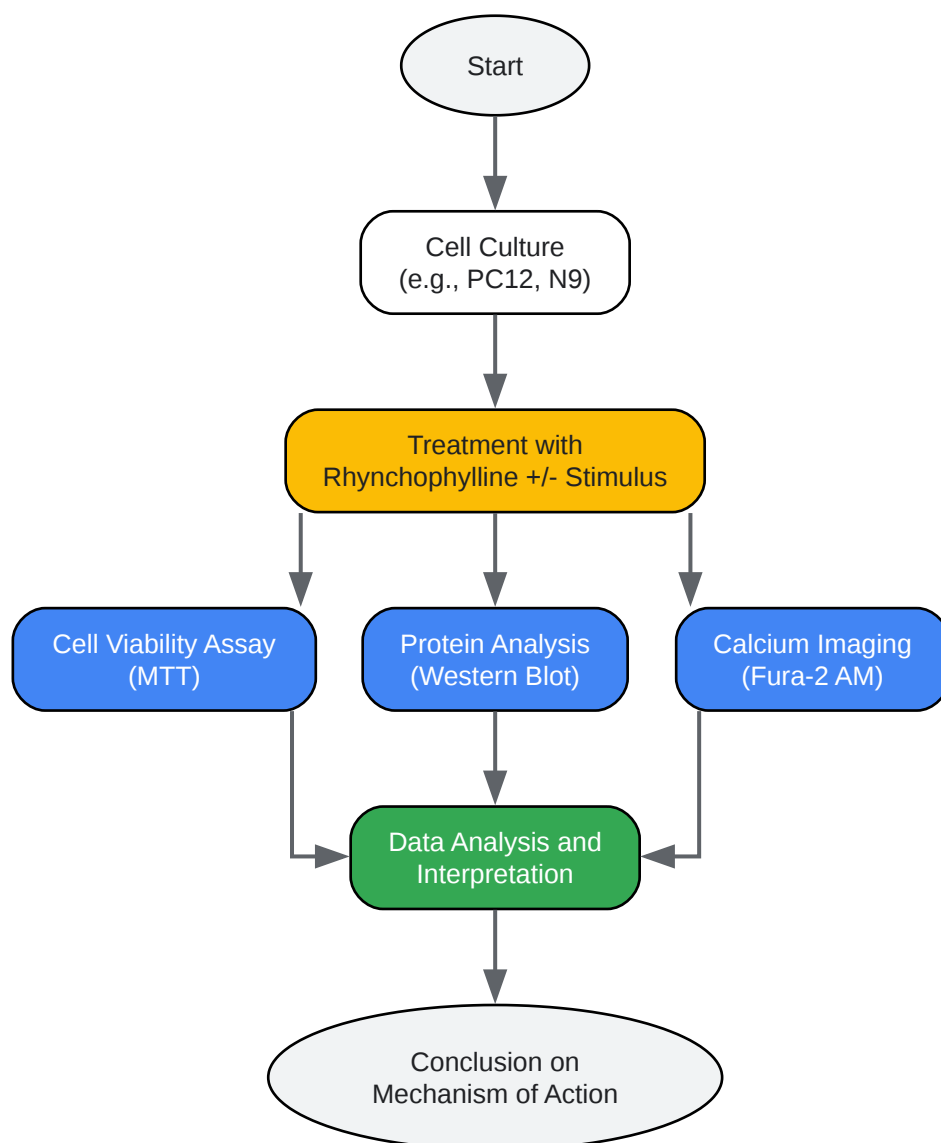 Start
Cell Culture
(e.g., PC12, N9)
Treatment with
Rhynchophylline +/- Stimulus
Cell Viability Assay
(MTT)
Protein Analysis
(Western Blot)
Calcium Imaging
(Fura-2 AM)
Data Analysis and
Interpretation
Conclusion on
Mechanism of Action